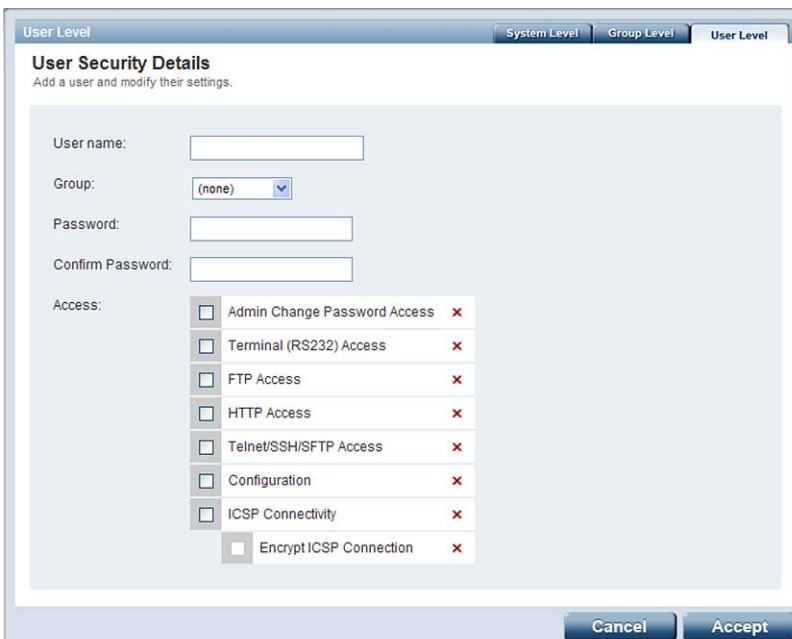 User Level
System Level
Group Level
User Level
User Security Details
Add a user and modify their settings.
User name:
Group:
(none)
Password:
Confirm Password:
Access:
Admin Change Password Access
Terminal (RS232) Access
FTP Access
HTTP Access
Telnet/SSH/SFTP Access
Configuration
ICSP Connectivity
Encrypt ICSP Connection
Cancel
Accept